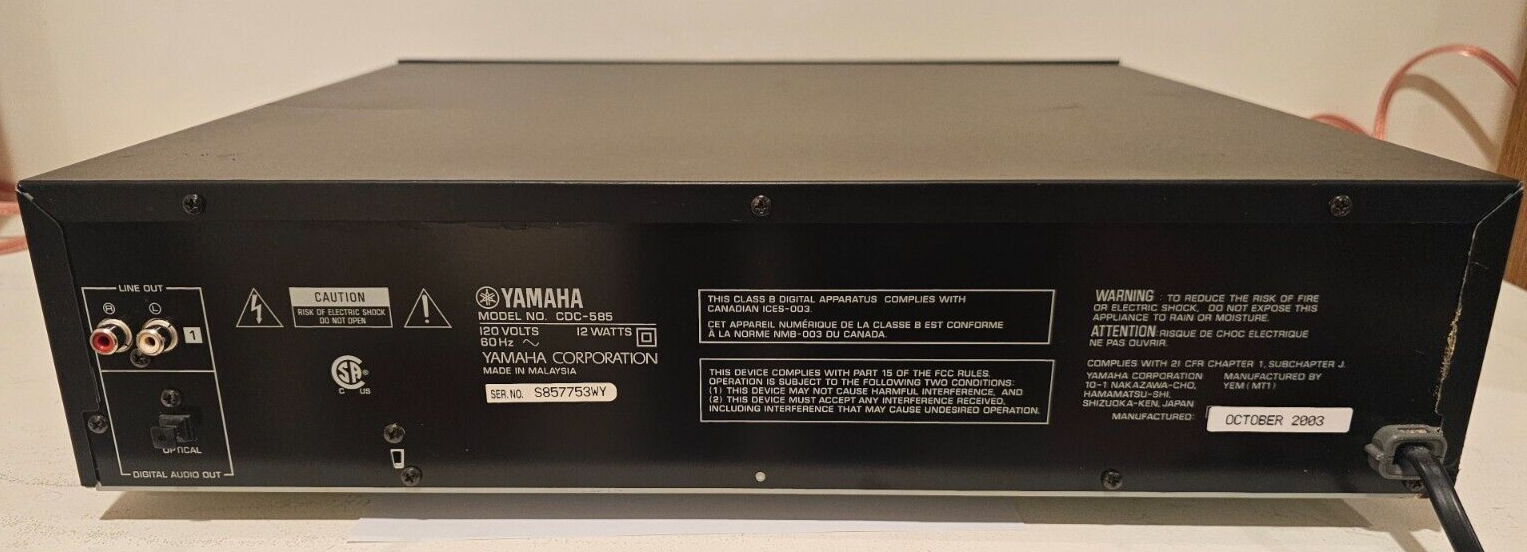 LINE OUT
R L
1
OPTICAL
DIGITAL AUDIO OUT
CAUTION
RISK OF ELECTRIC SHOCK
DO NOT OPEN
SA
C US
YAMAHA
MODEL NO. CDC-585
120 VOLTS 12 WATTS
60 Hz ~
YAMAHA CORPORATION
MADE IN MALAYSIA
SER. NO. S857753WY
THIS CLASS B DIGITAL APPARATUS COMPLIES WITH
CANADIAN ICES-003.
CET APPAREIL NUMÉRIQUE DE LA CLASSE B EST CONFORME
À LA NORME NMB-003 DU CANADA.
THIS DEVICE COMPLIES WITH PART 15 OF THE FCC RULES.
OPERATION IS SUBJECT TO THE FOLLOWING TWO CONDITIONS:
(1) THIS DEVICE MAY NOT CAUSE HARMFUL INTERFERENCE, AND
(2) THIS DEVICE MUST ACCEPT ANY INTERFERENCE RECEIVED,
INCLUDING INTERFERENCE THAT MAY CAUSE UNDESIRED OPERATION.
WARNING : TO REDUCE THE RISK OF FIRE
OR ELECTRIC SHOCK, DO NOT EXPOSE THIS
APPLIANCE TO RAIN OR MOISTURE.
ATTENTION: RISQUE DE CHOC ELECTRIQUE
NE PAS OUVRIR.
COMPLIES WITH 21 CFR CHAPTER 1, SUBCHAPTER J.
YAMAHA CORPORATION MANUFACTURED BY
10-1 NAKAZAWA-CHO, YEM (MT1)
HAMAMATSU-SHI,
SHIZUOKA-KEN, JAPAN
MANUFACTURED: OCTOBER 2003